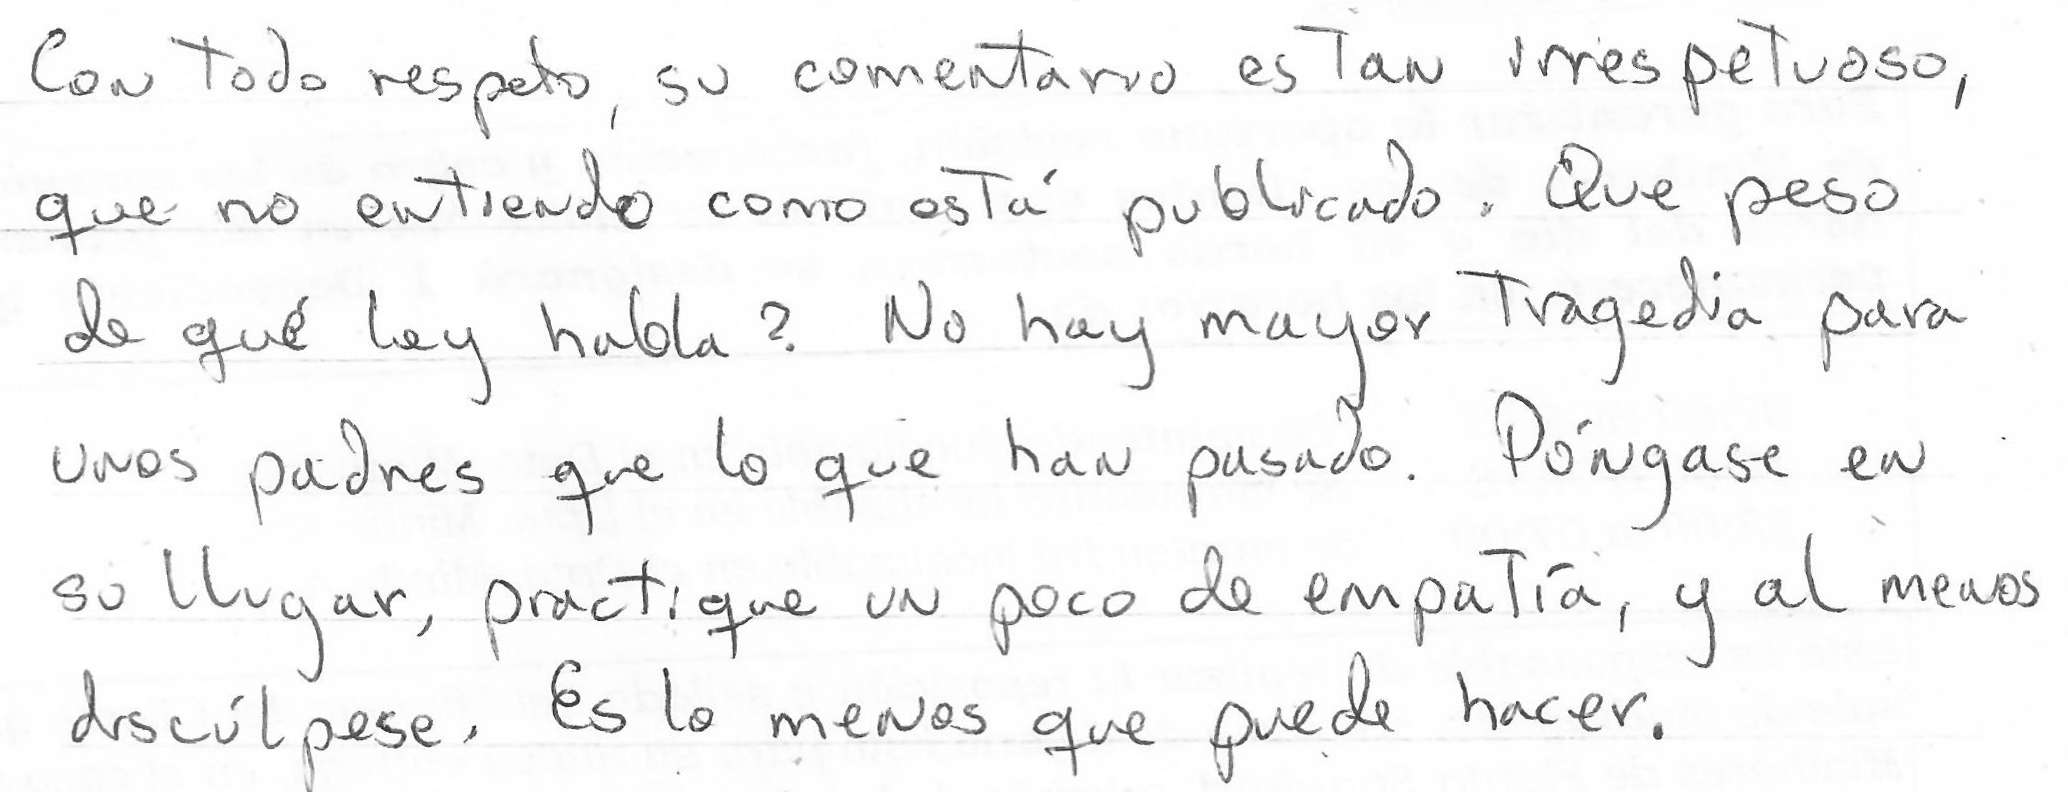 Con todo respeto, su comentario es tan irrespetuoso,
que no entiendo como está publicado. Que peso
de qué ley habla? No hay mayor tragedia para
unos padres que lo que han pasado. Póngase en
su llugar, practique un poco de empatía, y al menos
discúlpese. Es lo menos que puede hacer.